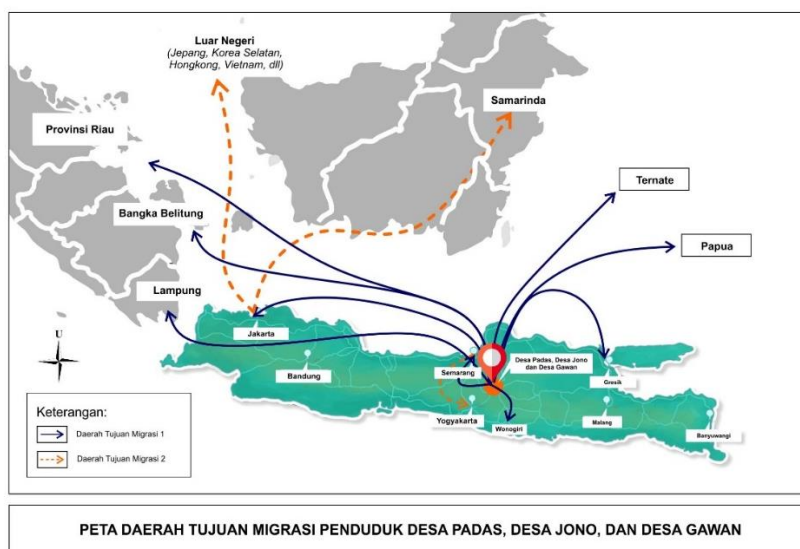 Luar Negeri
(Jepang, Korea Selatan,
Hongkong, Vietnam, dll)
Samarinda
Provinsi Riau
Ternate
Bangka Belitung
Papua
Lampung
U
Jakarta
Bandung
Semarang
Desa Padas, Desa Jono
dan Desa Gawan
Gresik
Yogyakarta
Wonogiri
Malang
Banyuwangi
Keterangan:
Daerah Tujuan Migrasi 1
Daerah Tujuan Migrasi 2
PETA DAERAH TUJUAN MIGRASI PENDUDUK DESA PADAS, DESA JONO, DAN DESA GAWAN